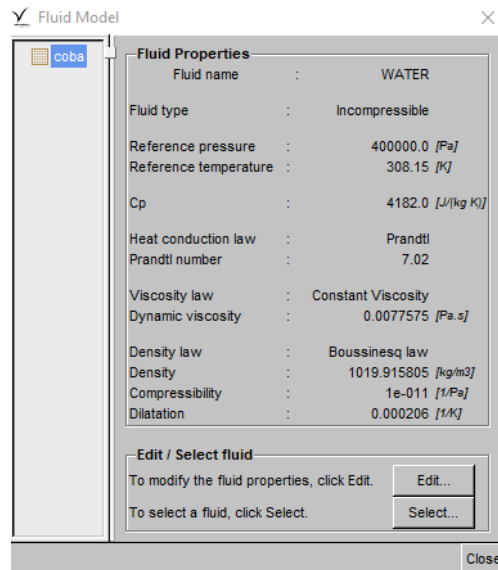 Fluid Model
coba
Fluid Properties
Fluid name : WATER
Fluid type : Incompressible
Reference pressure : 400000.0 [Pa]
Reference temperature : 308.15 [K]
Cp : 4182.0 [J/(kg K)]
Heat conduction law : Prandtl
Prandtl number : 7.02
Viscosity law : Constant Viscosity
Dynamic viscosity : 0.0077575 [Pa.s]
Density law : Boussinesq law
Density : 1019.915805 [kg/m3]
Compressibility : 1e-011 [1/Pa]
Dilatation : 0.000206 [1/K]
Edit / Select fluid
To modify the fluid properties, click Edit. Edit...
To select a fluid, click Select. Select...
Close